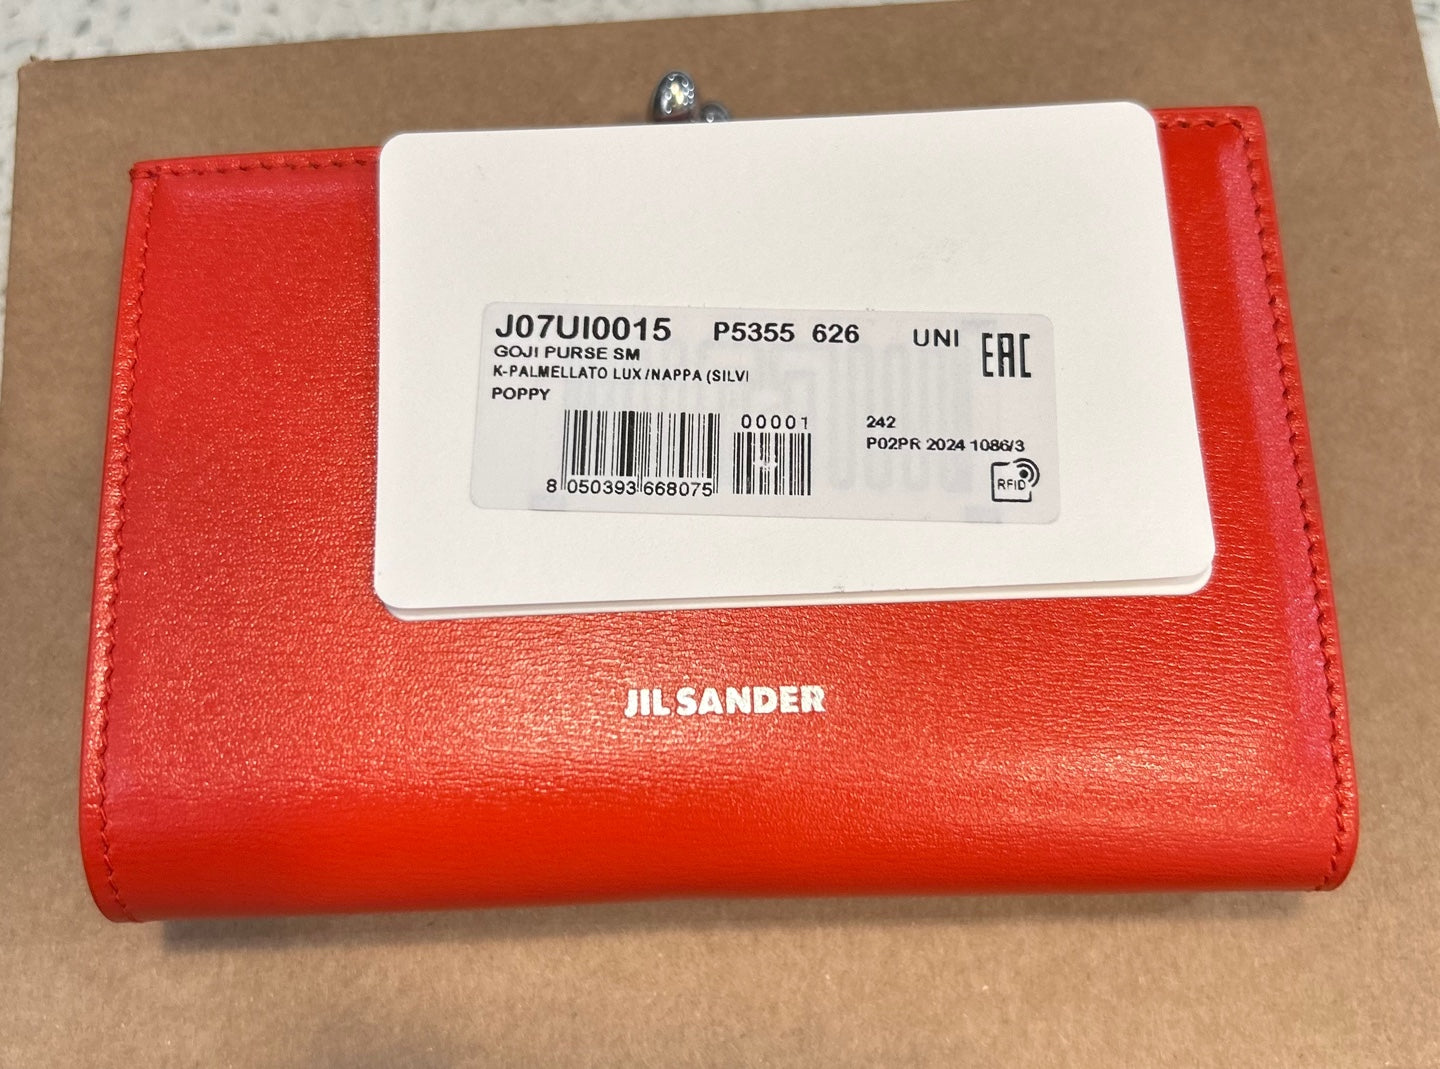 J07UI0015 P5355 626 UNI EAC
GOJI PURSE SM
K-PALMELLATO LUX/NAPPA (SILVI
POPPY
00001
242
P02PR 2024 1086/3
8 050393 668075
RFID
JIL SANDER